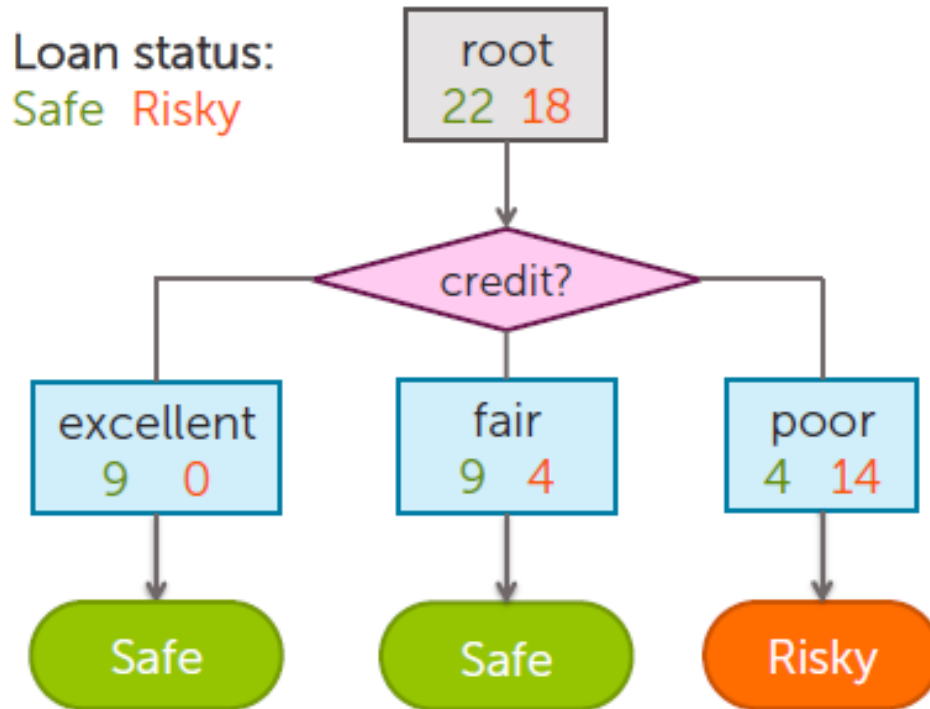 Loan status:
Safe Risky
root
22 18
credit?
excellent
9 0
fair
9 4
poor
4 14
Safe
Safe
Risky